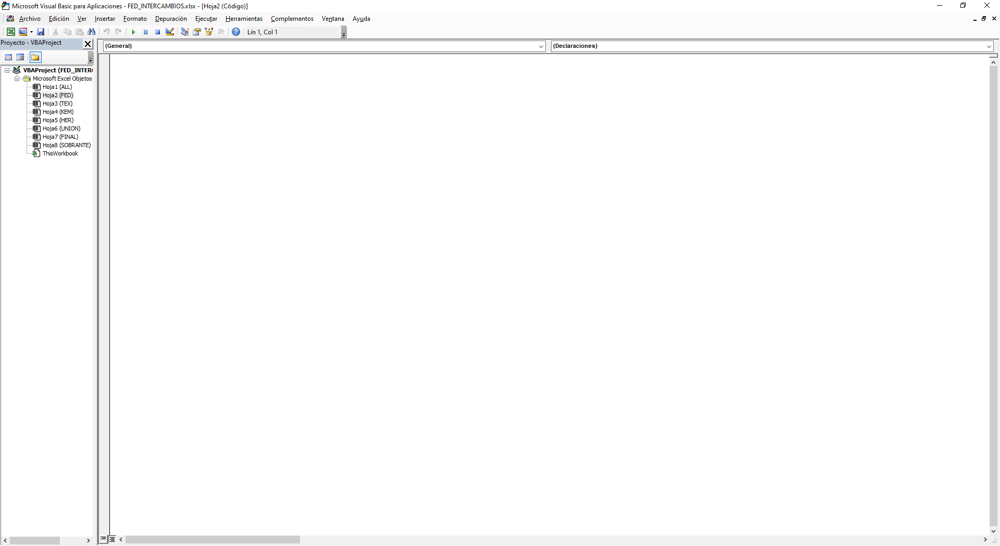 Microsoft Visual Basic para Aplicaciones - FED_INTERCAMBIOS.xlsx - [Hoja2 (Código)]
Archivo Edición Ver Insertar Formato Depuración Ejecutar Herramientas Complementos Ventana Ayuda
Lín 1, Col 1
Proyecto - VBAProject
(General) (Declaraciones)
VBAProject (FED_INTER
Microsoft Excel Objetos
Hoja1 (ALL)
Hoja2 (FED)
Hoja3 (TEX)
Hoja4 (KEM)
Hoja5 (HER)
Hoja6 (UNION)
Hoja7 (FINAL)
Hoja8 (SOBRANTE)
ThisWorkbook